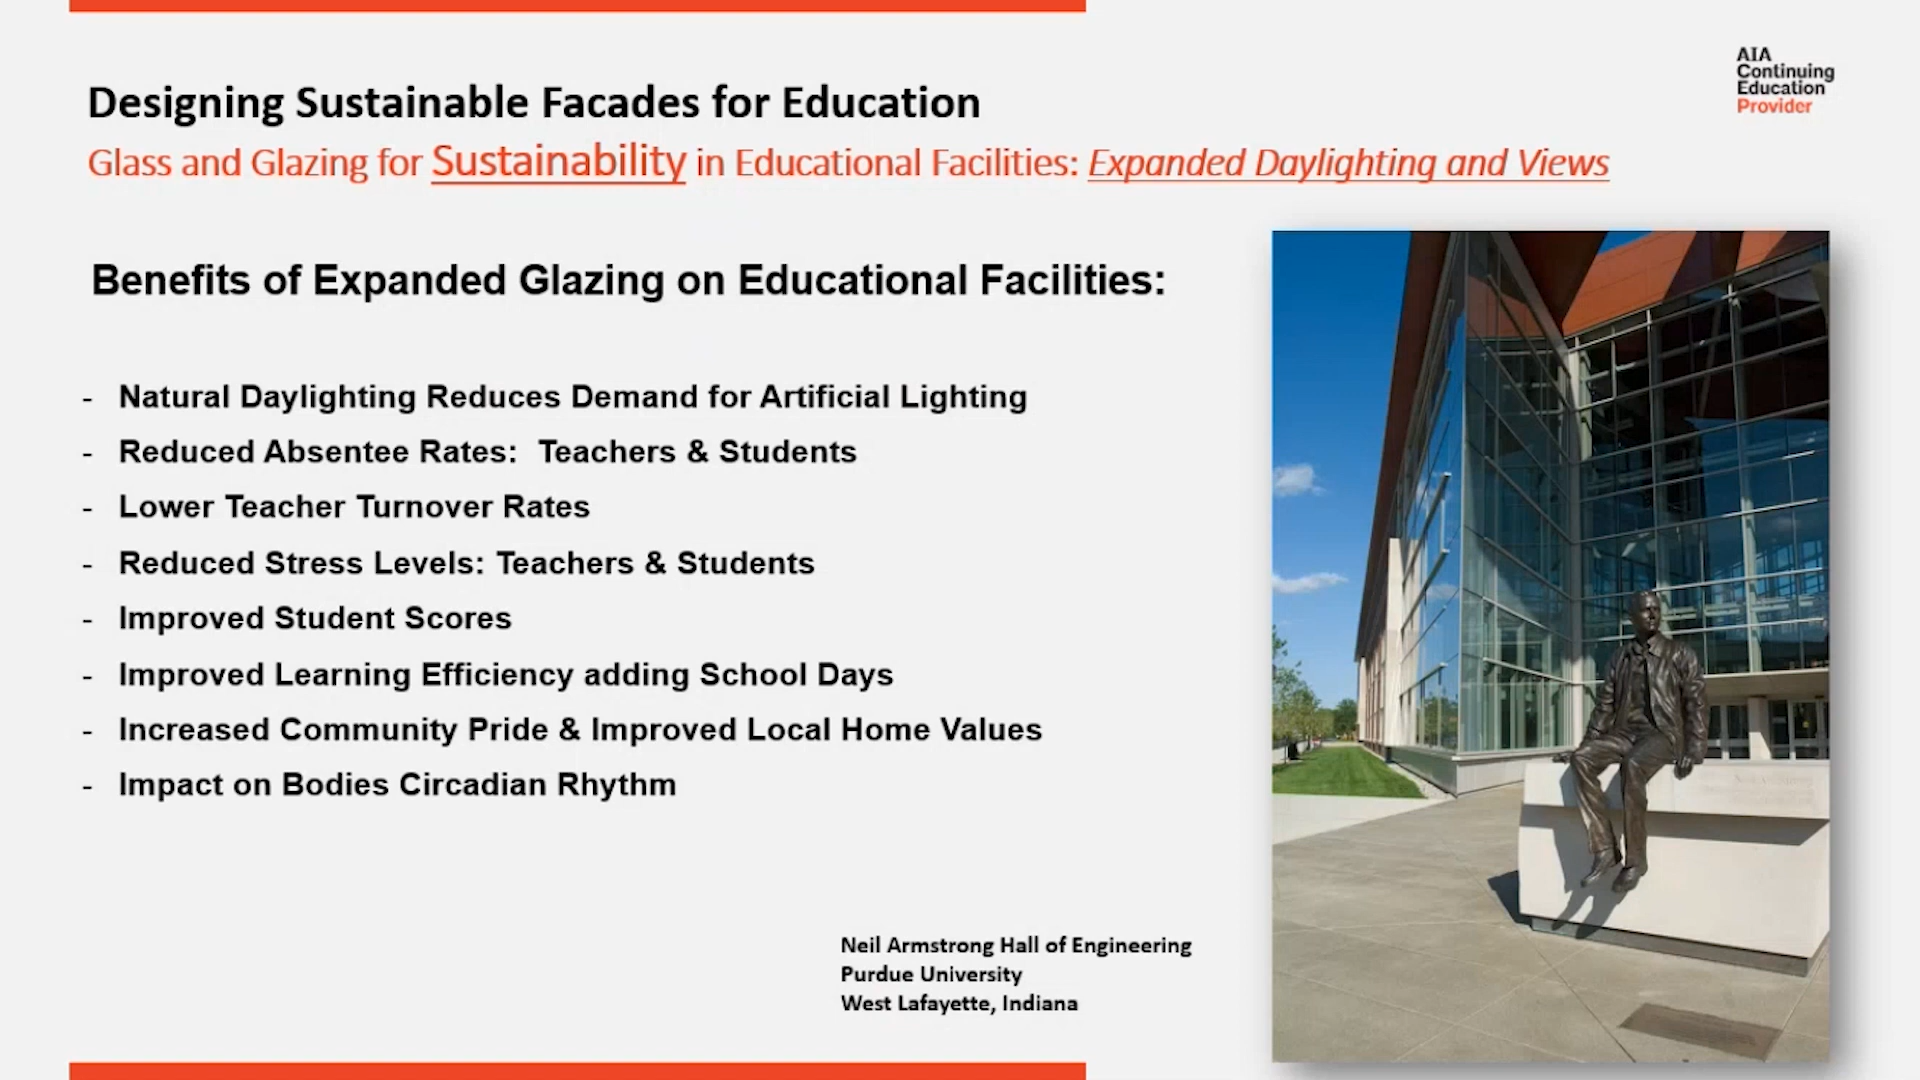 AIA
Continuing
Education
Provider
Designing Sustainable Facades for Education
Glass and Glazing for Sustainability in Educational Facilities: Expanded Daylighting and Views
Benefits of Expanded Glazing on Educational Facilities:
- Natural Daylighting Reduces Demand for Artificial Lighting
- Reduced Absentee Rates: Teachers & Students
- Lower Teacher Turnover Rates
- Reduced Stress Levels: Teachers & Students
- Improved Student Scores
- Improved Learning Efficiency adding School Days
- Increased Community Pride & Improved Local Home Values
- Impact on Bodies Circadian Rhythm
Neil Armstrong Hall of Engineering
Purdue University
West Lafayette, Indiana